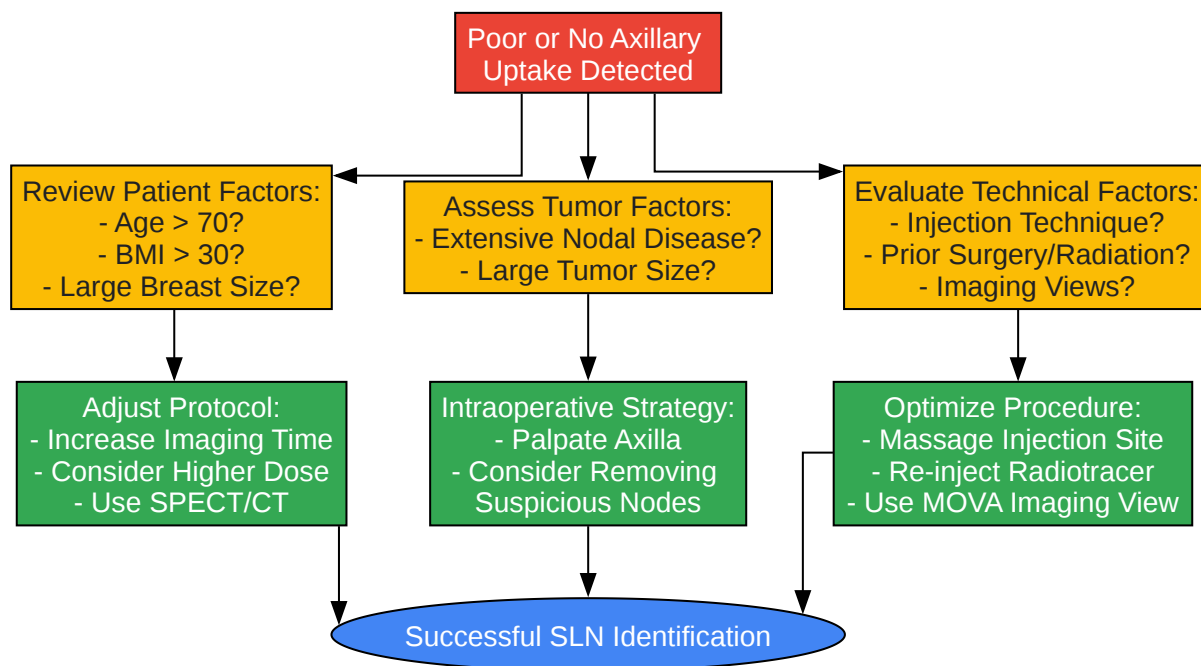 Poor or No Axillary
Uptake Detected
Review Patient Factors:
- Age > 70?
- BMI > 30?
- Large Breast Size?
Assess Tumor Factors:
- Extensive Nodal Disease?
- Large Tumor Size?
Evaluate Technical Factors:
- Injection Technique?
- Prior Surgery/Radiation?
- Imaging Views?
Adjust Protocol:
- Increase Imaging Time
- Consider Higher Dose
- Use SPECT/CT
Intraoperative Strategy:
- Palpate Axilla
- Consider Removing
Suspicious Nodes
Optimize Procedure:
- Massage Injection Site
- Re-inject Radiotracer
- Use MOVA Imaging View
Successful SLN Identification